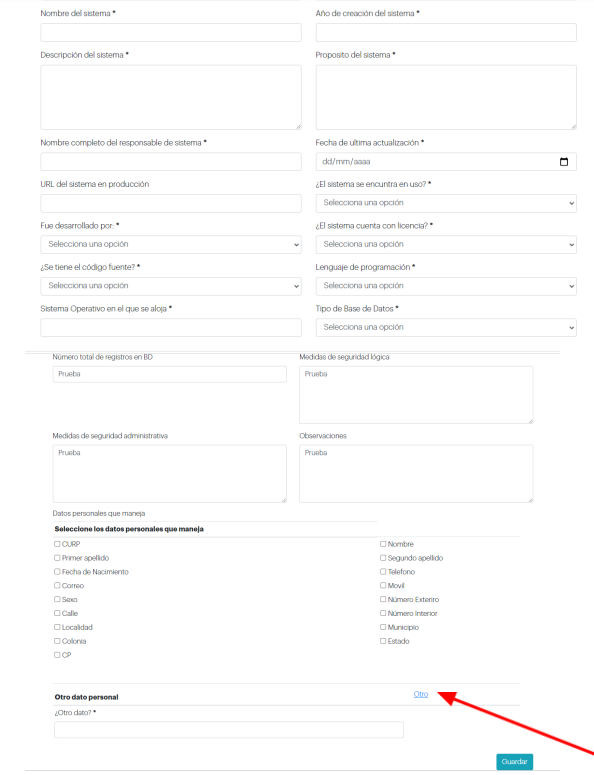 Nombre del sistema *
Año de creación del sistema *
Descripción del sistema *
Proposito del sistema *
Nombre completo del responsable de sistema *
Fecha de ultima actualización *
dd/mm/aaaa
URL del sistema en producción
¿El sistema se encuntra en uso? *
Selecciona una opción
Fue desarrollado por: *
¿El sistema cuenta con licencia? *
Selecciona una opción
Selecciona una opción
¿Se tiene el código fuente? *
Lenguaje de programación *
Selecciona una opción
Selecciona una opción
Sistema Operativo en el que se aloja *
Tipo de Base de Datos *
Selecciona una opción
Número total de registros en BD
Medidas de seguridad lógica
Prueba
Prueba
Medidas de seguridad administrativa
Observaciones
Prueba
Prueba
Datos personales que maneja
Seleccione los datos personales que maneja
CURP
Nombre
Primer apellido
Segundo apellido
Fecha de Nacimiento
Telefono
Correo
Movil
Sexo
Número Exteriro
Calle
Número Interior
Localidad
Municipio
Colonia
Estado
CP
Otro dato personal
Otro
¿Otro dato? *
Guardar